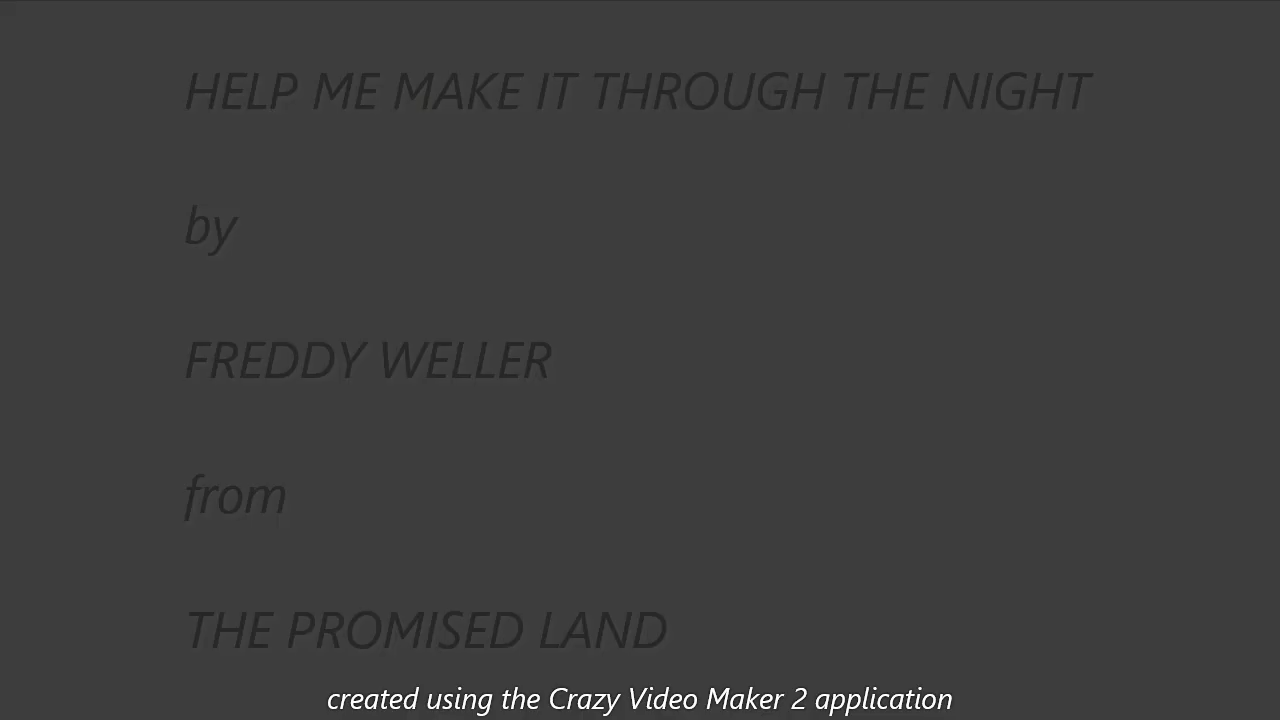 HELP ME MAKE IT THROUGH THE NIGHT
by
FREDDY WELLER
from
THE PROMISED LAND
created using the Crazy Video Maker 2 application